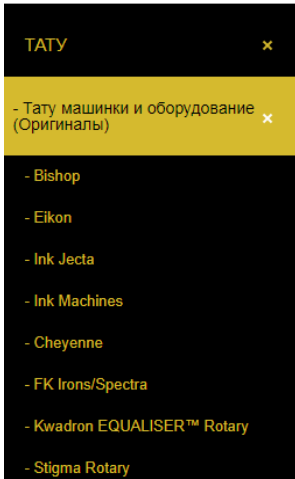 ТАТУ ×
- Тату машинки и оборудование
(Оригиналы) ×
- Bishop
- Eikon
- Ink Jecta
- Ink Machines
- Cheyenne
- FK Irons/Spectra
- Kwadron EQUALISER™ Rotary
- Stigma Rotary